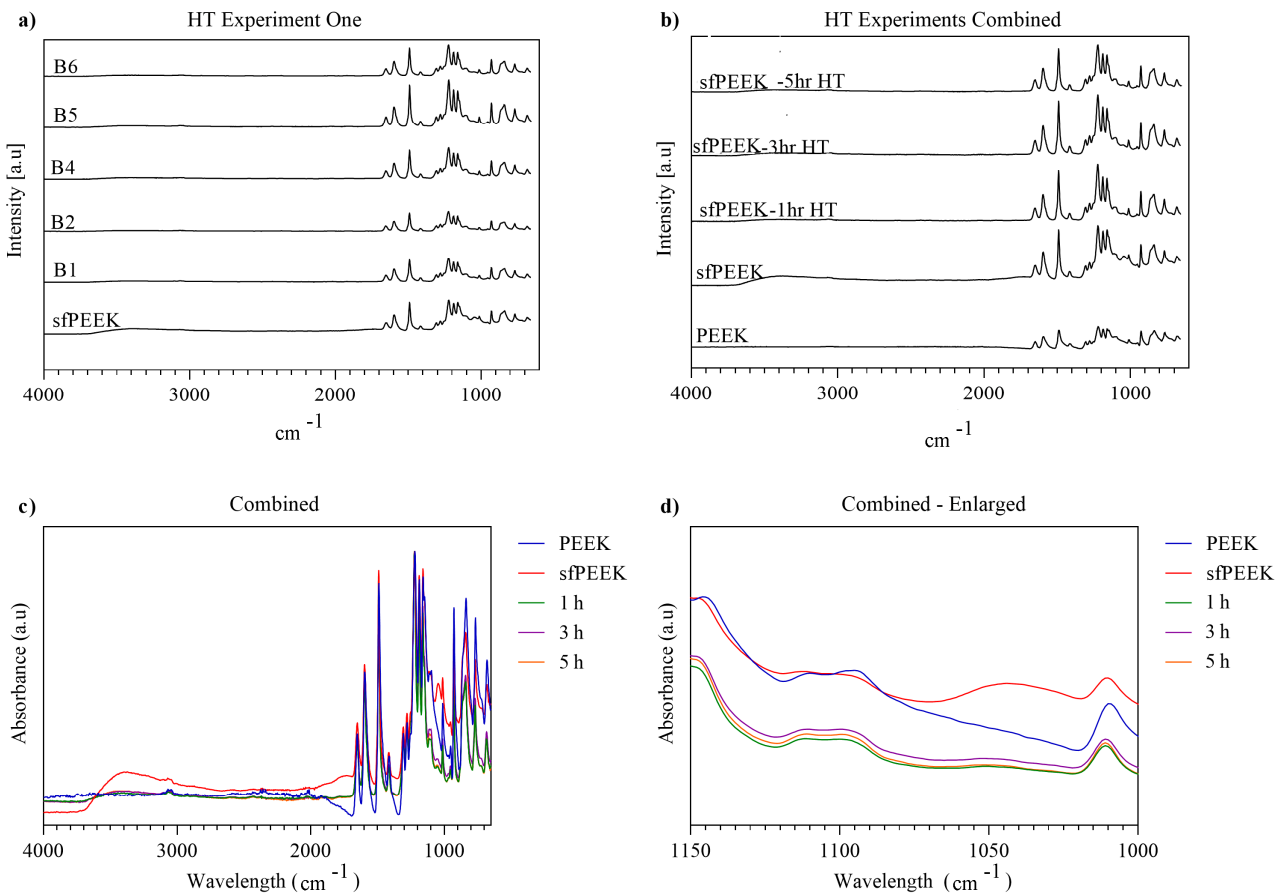 a) HT Experiment One
B6
B5
B4
B2
B1
sfPEEK
Intensity [a.u]
4000 3000 2000 1000
cm -1
b) HT Experiments Combined
sfPEEK -5hr HT
sfPEEK-3hr HT
sfPEEK-1hr HT
sfPEEK
PEEK
Intensity [a.u]
4000 3000 2000 1000
cm -1
c) Combined
PEEK
sfPEEK
1 h
3 h
5 h
Absorbance (a.u)
4000 3000 2000 1000
Wavelength (cm-1)
d) Combined - Enlarged
PEEK
sfPEEK
1 h
3 h
5 h
Absorbance (a.u)
1150 1100 1050 1000
Wavelength (cm-1)